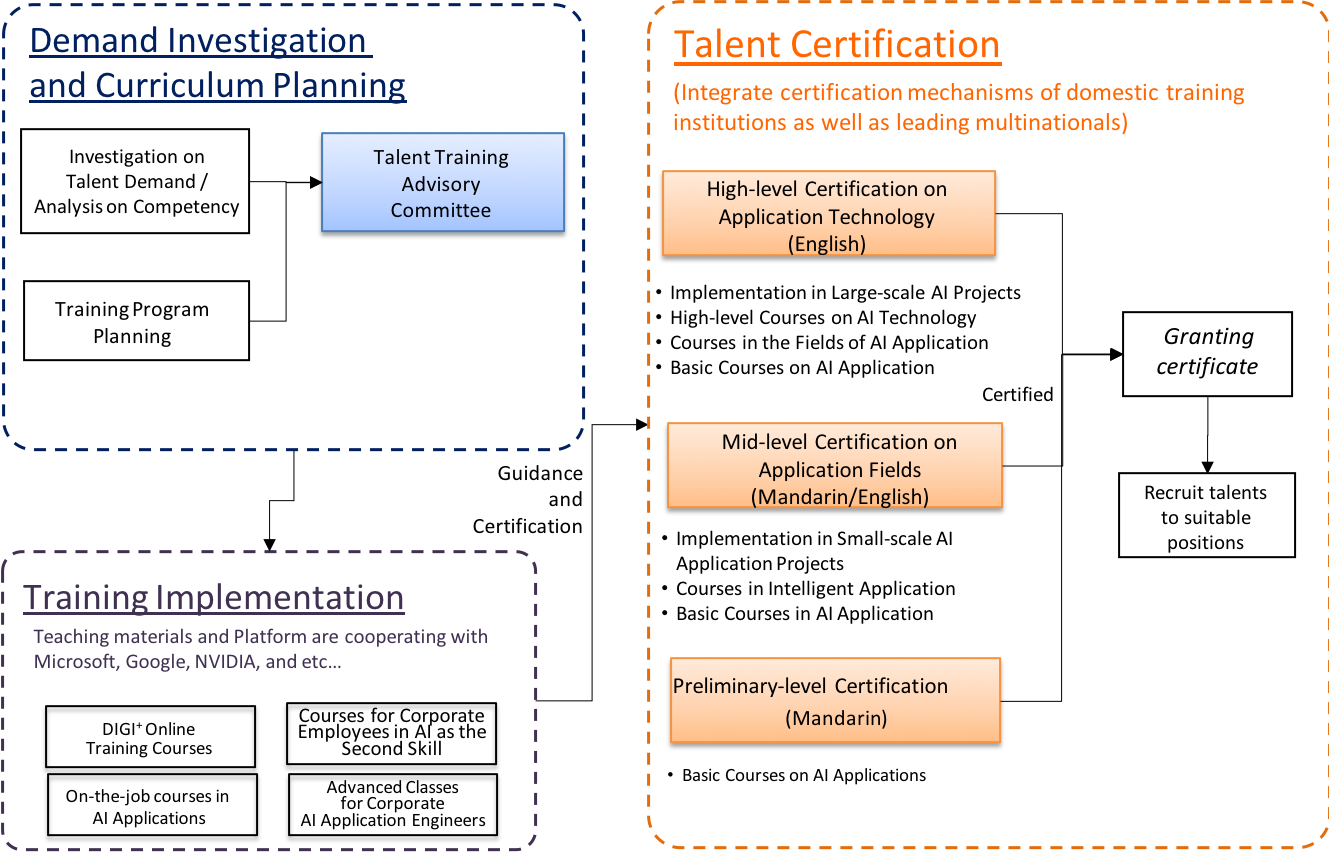 Demand Investigation
and Curriculum Planning
Investigation on
Talent Demand /
Analysis on Competency
Talent Training
Advisory
Committee
Training Program
Planning
Guidance
and
Certification
Training Implementation
Teaching materials and Platform are cooperating with
Microsoft, Google, NVIDIA, and etc...
DIGI⁺ Online
Training Courses
Courses for Corporate
Employees in AI as the
Second Skill
On-the-job courses in
AI Applications
Advanced Classes
for Corporate
AI Application Engineers
Talent Certification
(Integrate certification mechanisms of domestic training
institutions as well as leading multinationals)
High-level Certification on
Application Technology
(English)
• Implementation in Large-scale AI Projects
• High-level Courses on AI Technology
• Courses in the Fields of AI Application
• Basic Courses on AI Application
Certified
Mid-level Certification on
Application Fields
(Mandarin/English)
• Implementation in Small-scale AI
Application Projects
• Courses in Intelligent Application
• Basic Courses in AI Application
Preliminary-level Certification
(Mandarin)
• Basic Courses on AI Applications
Granting
certificate
Recruit talents
to suitable
positions